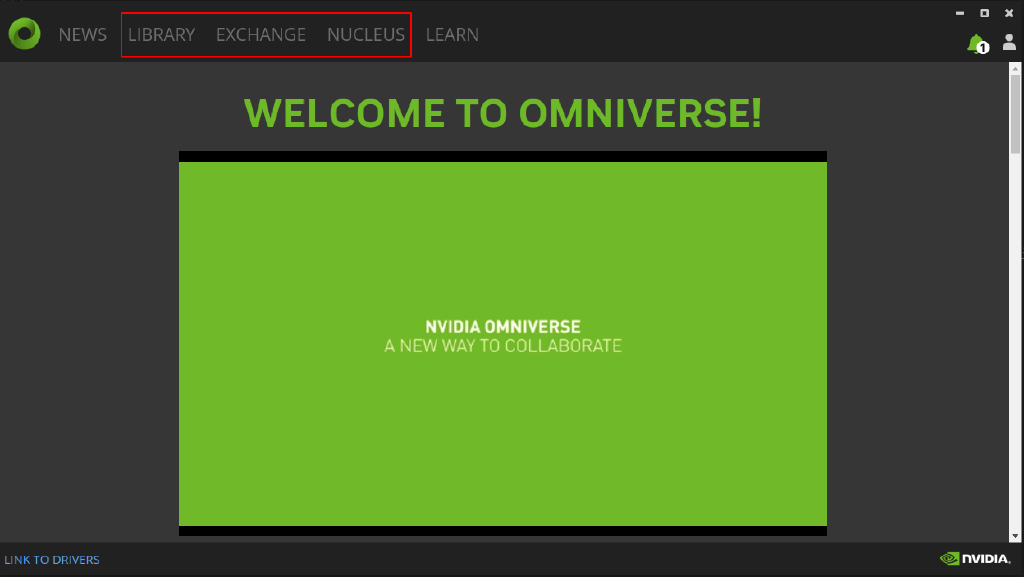 NEWS LIBRARY EXCHANGE NUCLEUS LEARN
1
WELCOME TO OMNIVERSE!
NVIDIA OMNIVERSE
A NEW WAY TO COLLABORATE
LINK TO DRIVERS
NVIDIA.